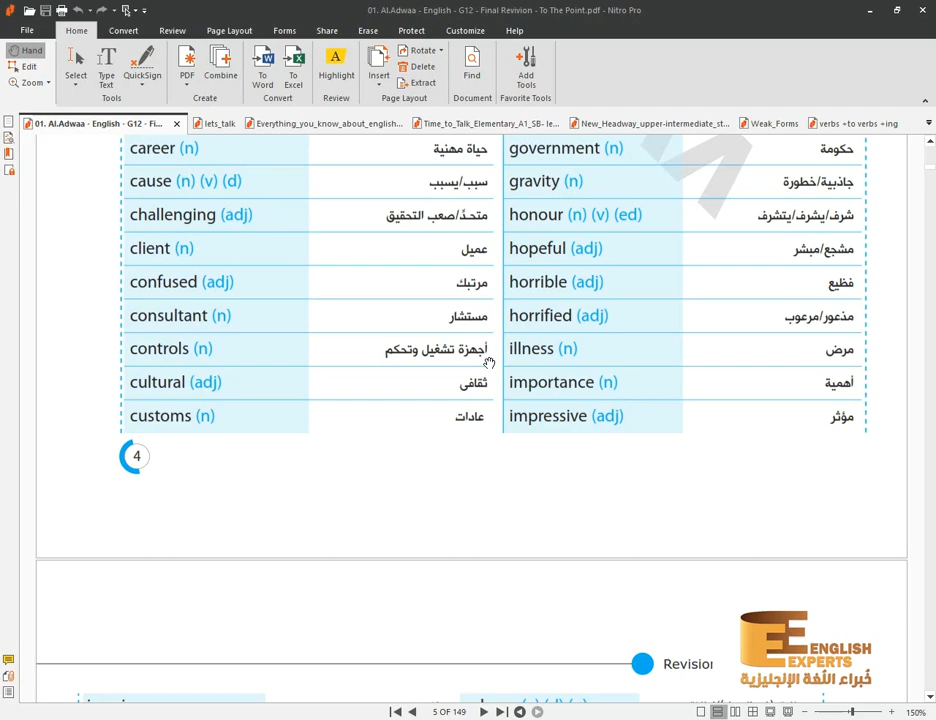 01. Al.Adwaa - English - G12 - Final Revivion - To The Point.pdf - Nitro Pro
File Home Convert Review Page Layout Forms Share Erase Protect Customize Help
Hand
Edit
Zoom
Select
Type Text
QuickSign
Tools
PDF
Combine
Create
To Word
To Excel
Convert
Highlight
Review
Insert
Rotate
Delete
Extract
Page Layout
Find
Document
Add Tools
Favorite Tools
01. Al.Adwaa - English - G12 - Fi... lets_talk Everything_you_know_about_english... Time_to_Talk_Elementary_A1_SB- le... New_Headway_upper-intermediate_st... Weak_Forms verbs +to verbs +ing
career (n) حياة مهنية government (n) حكومة
cause (n) (v) (d) سبب/يسبب gravity (n) جاذبية/خطورة
challenging (adj) متحدٍ/صعب التحقيق honour (n) (v) (ed) شرف/يشرف/يتشرف
client (n) عميل hopeful (adj) مشجع/مبشر
confused (adj) مرتبك horrible (adj) فظيع
consultant (n) مستشار horrified (adj) مذعور/مرعوب
controls (n) أجهزة تشغيل وتحكم illness (n) مرض
cultural (adj) ثقافى importance (n) أهمية
customs (n) عادات impressive (adj) مؤثر
4
Revision
ENGLISH
EXPERTS
خُبراء اللُّغة الإنجليزية
5 OF 149
150%